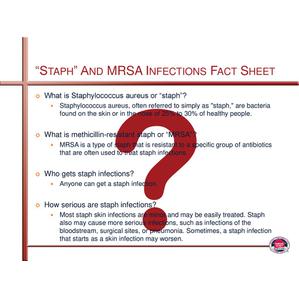 “STAPH” AND MRSA INFECTIONS FACT SHEET
What is Staphylococcus aureus or “staph”?
Staphylococcus aureus, often referred to simply as "staph," are bacteria
found on the skin or in the nose of 25% to 30% of healthy people.
What is methicillin-resistant staph or “MRSA”?
MRSA is a type of staph that is resistant to a specific group of antibiotics
that are often used to treat staph infections.
Who gets staph infections?
Anyone can get a staph infection.
How serious are staph infections?
Most staph skin infections are minor and may be easily treated. Staph
also may cause more serious infections, such as infections of the
bloodstream, surgical sites, or pneumonia. Sometimes, a staph infection
that starts as a skin infection may worsen.